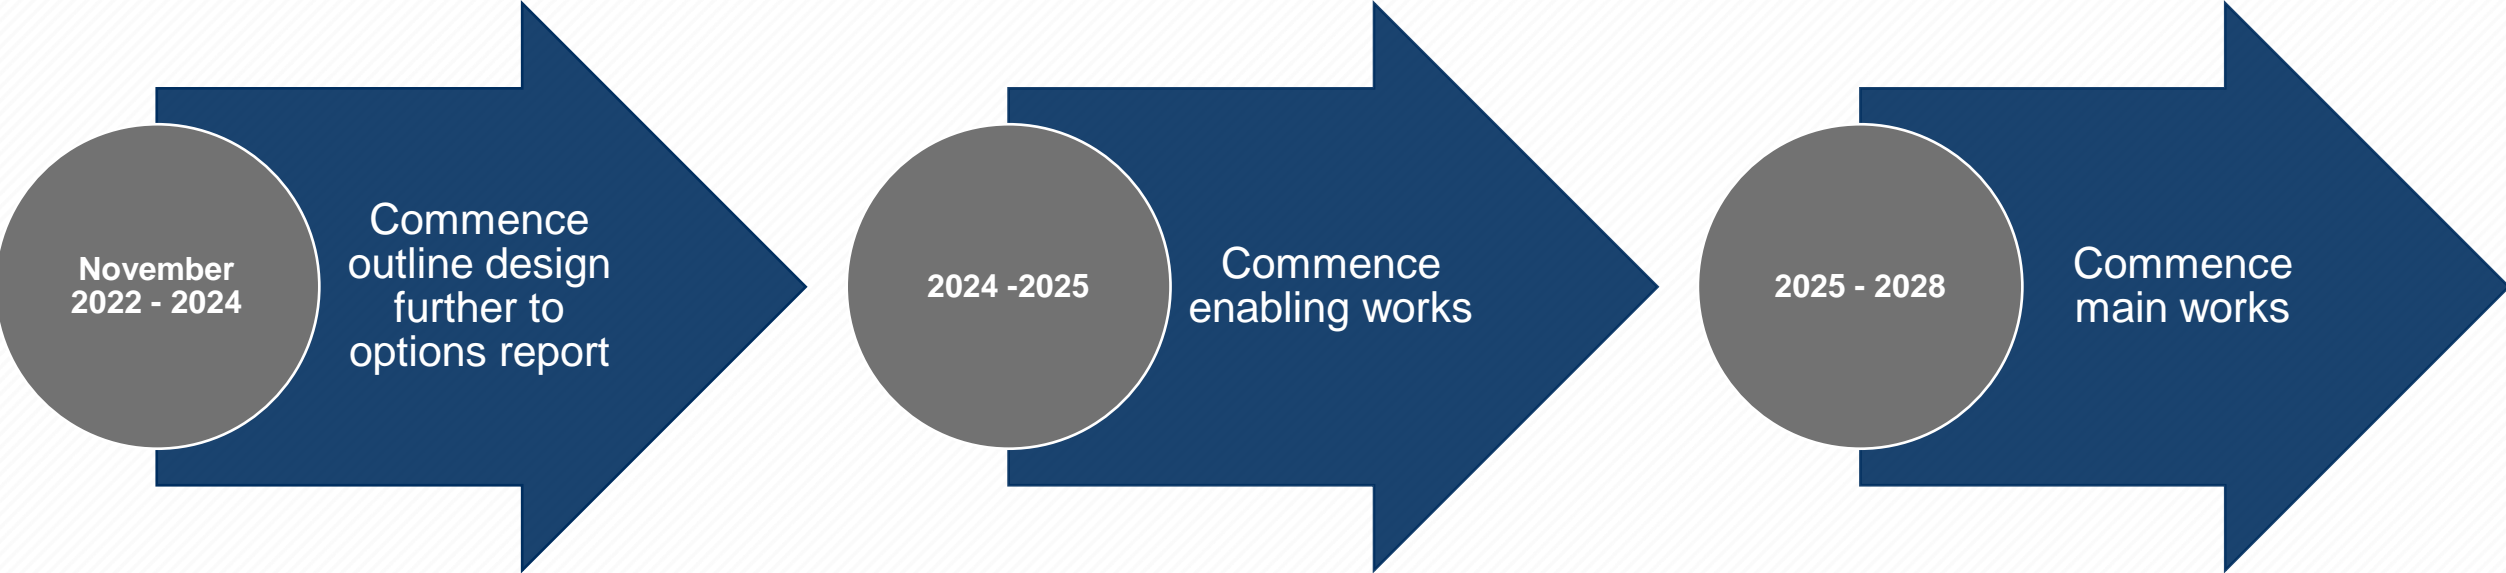 November
2022 - 2024
Commence
outline design
further to
options report
2024 -2025
Commence
enabling works
2025 - 2028
Commence
main works